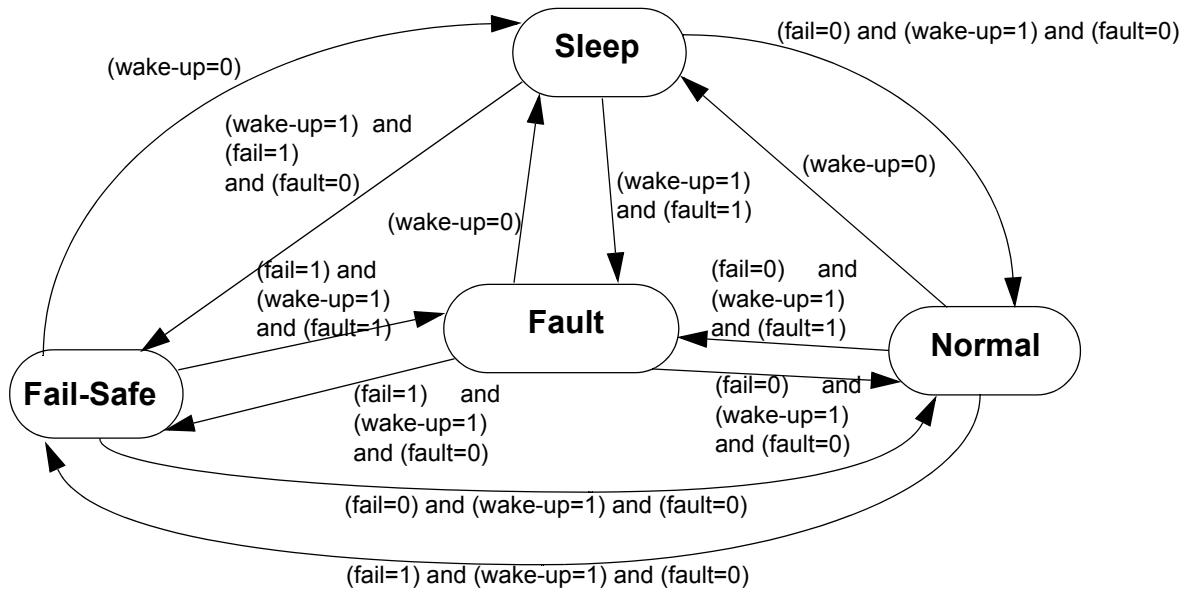 Sleep
(fail=0) and (wake-up=1) and (fault=0)
(wake-up=0)
(wake-up=1) and
(fail=1)
and (fault=0)
(wake-up=0)
(wake-up=1)
and (fault=1)
(wake-up=0)
(fail=1) and
(wake-up=1)
and (fault=1)
(fail=0) and
(wake-up=1)
and (fault=1)
Fault
Normal
Fail-Safe
(fail=1) and
(wake-up=1)
and (fault=0)
(fail=0) and
(wake-up=1)
and (fault=0)
(fail=0) and (wake-up=1) and (fault=0)
(fail=1) and (wake-up=1) and (fault=0)